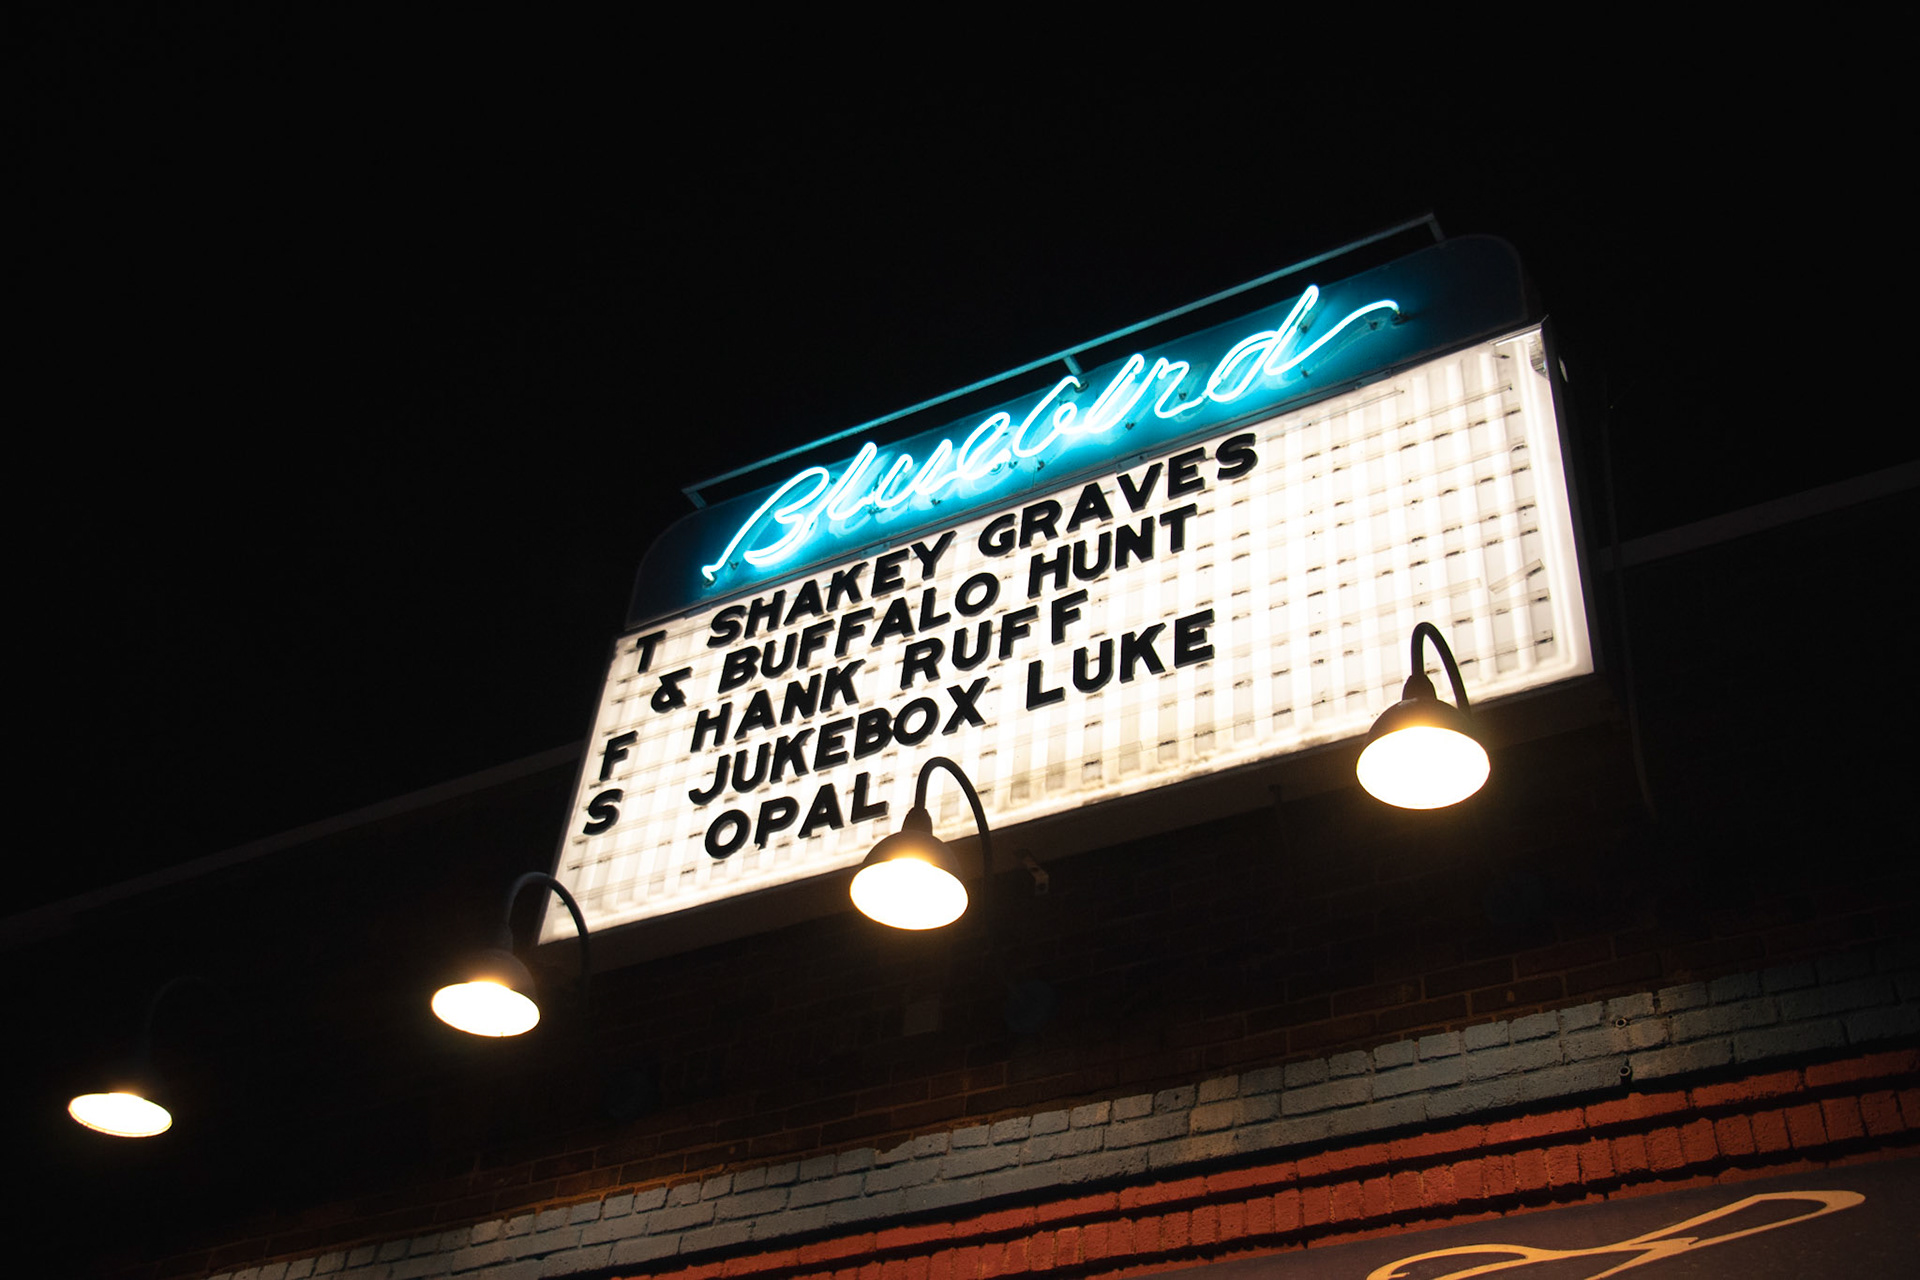 Bluebird
T SHAKEY GRAVES
& BUFFALO HUNT
F HANK RUFF
S JUKEBOX LUKE
OPAL